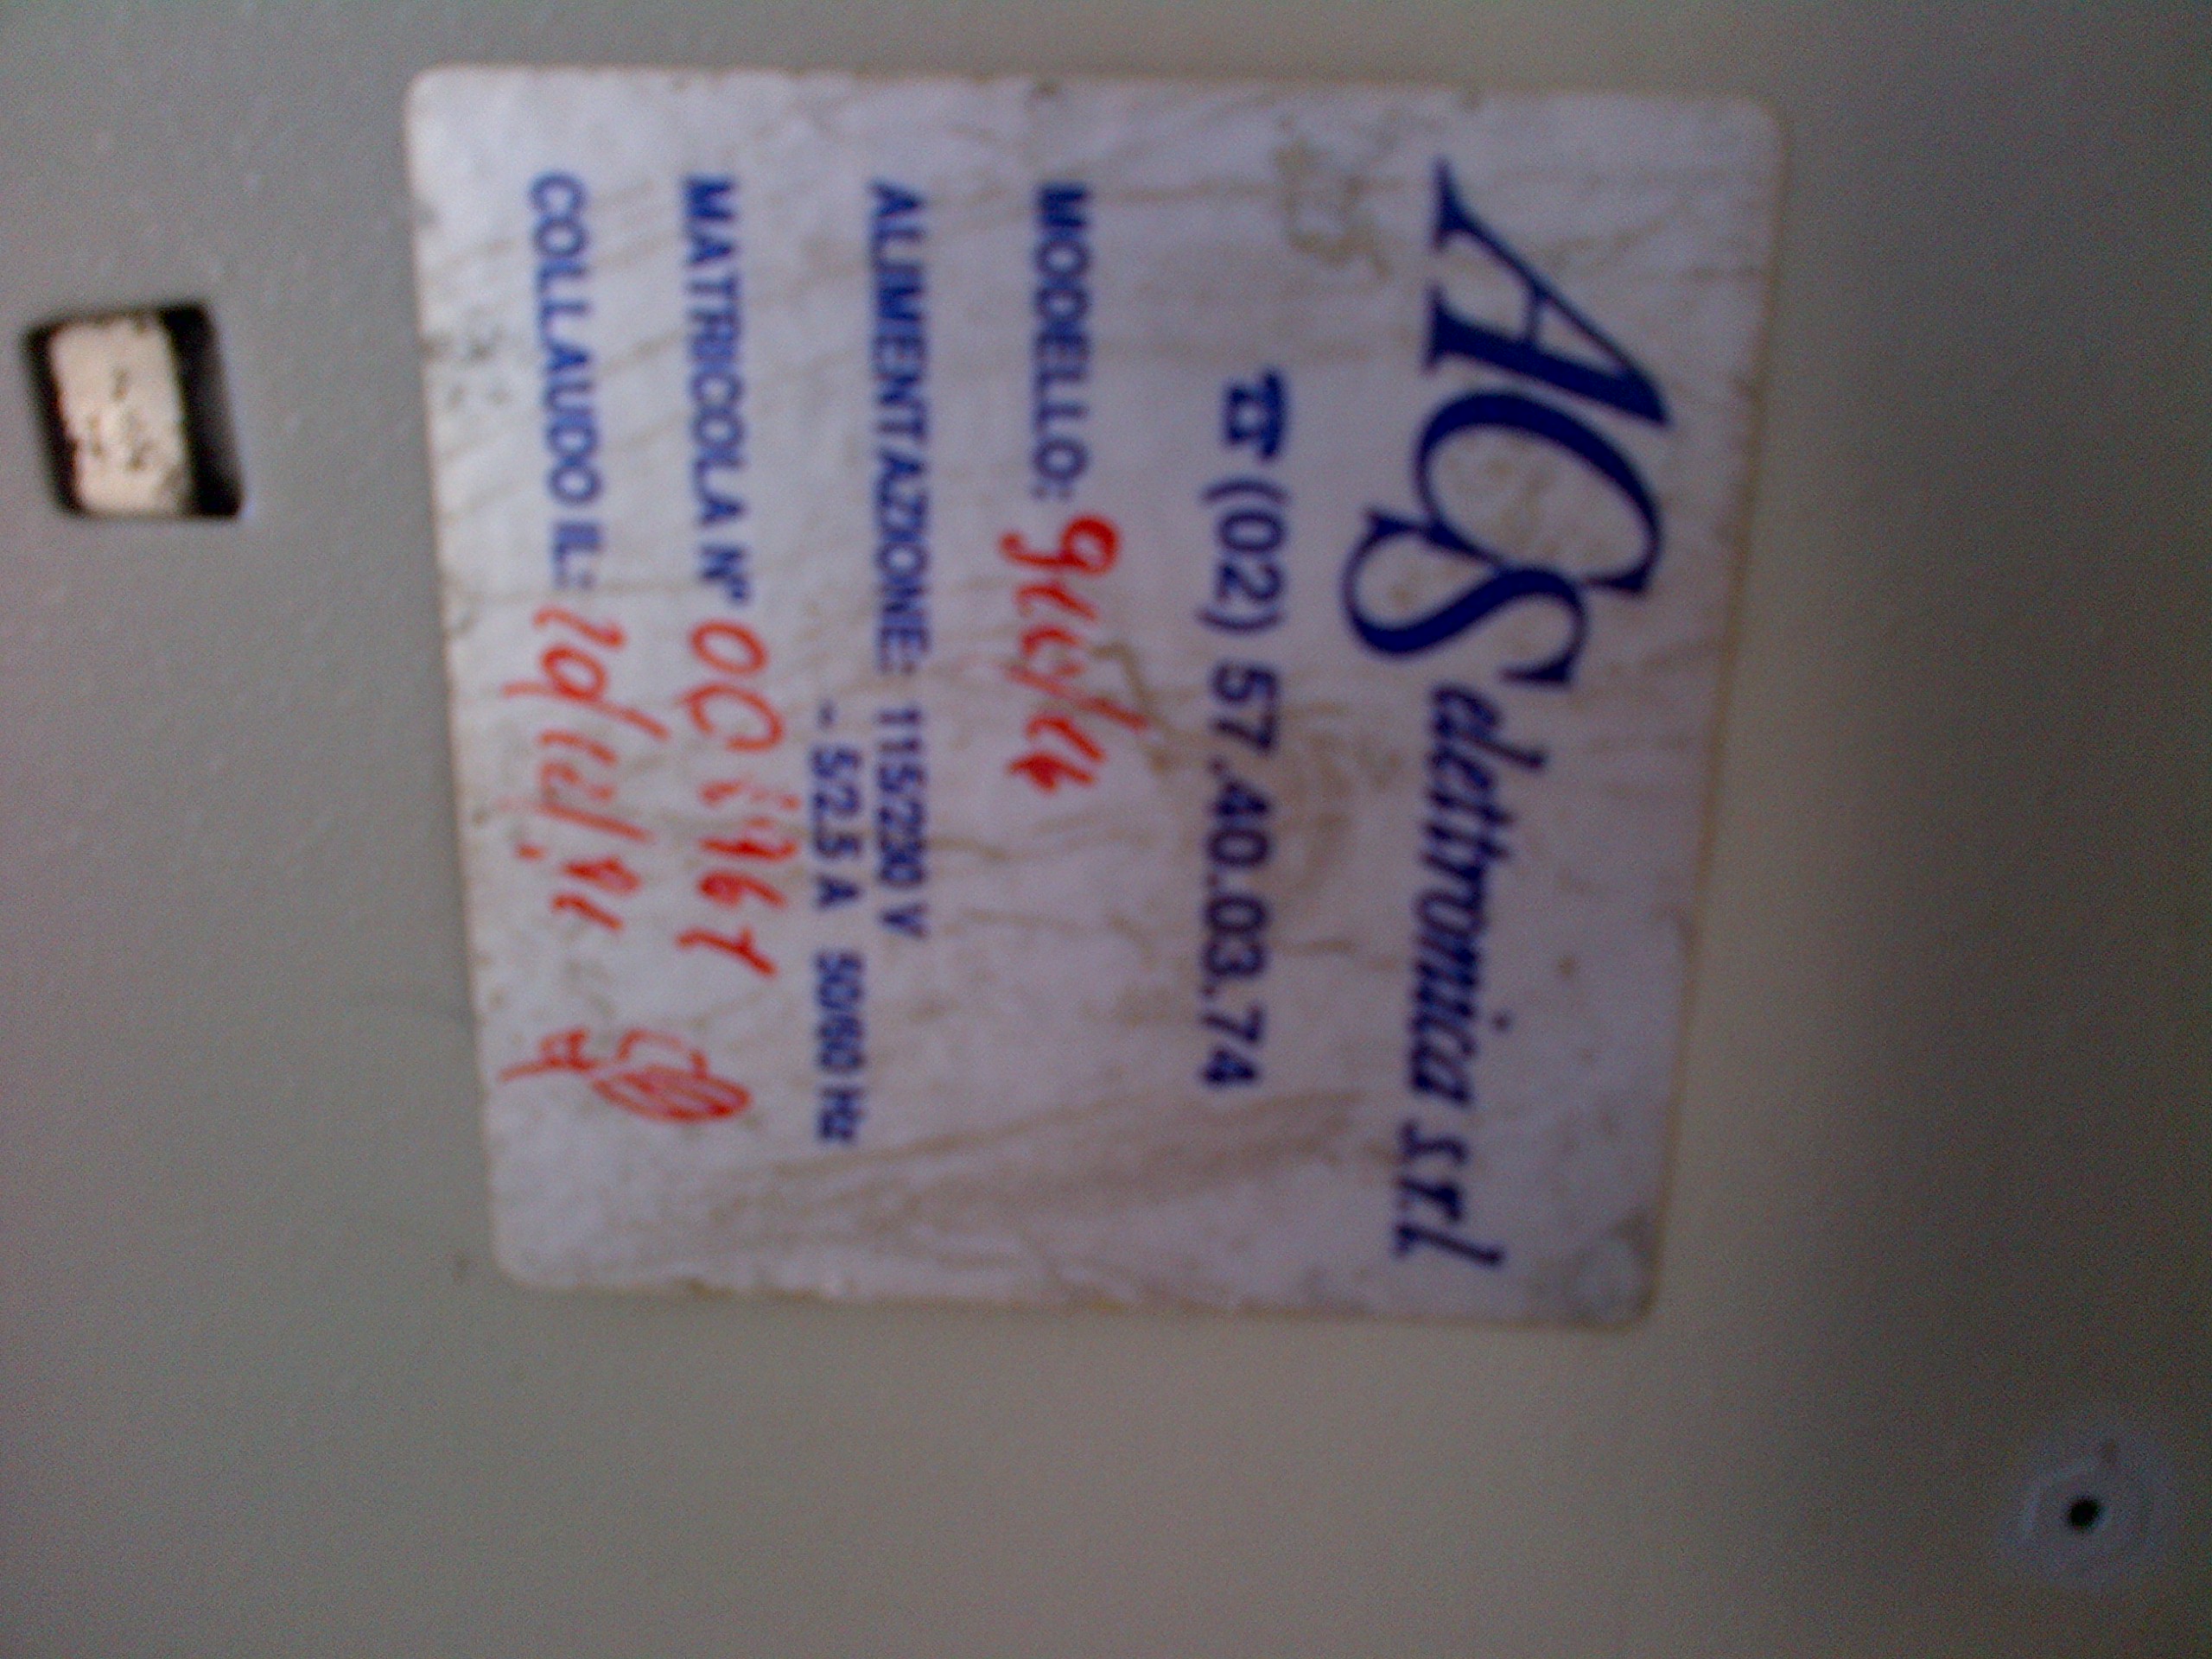 ACS elettronica s.r.l
☎ (02) 57.40.03.74
MODELLO:
ALIMENTAZIONE: 115/230 V
5/2.5 A 50/60 Hz
MATRICOLA N°
COLLAUDO IL: